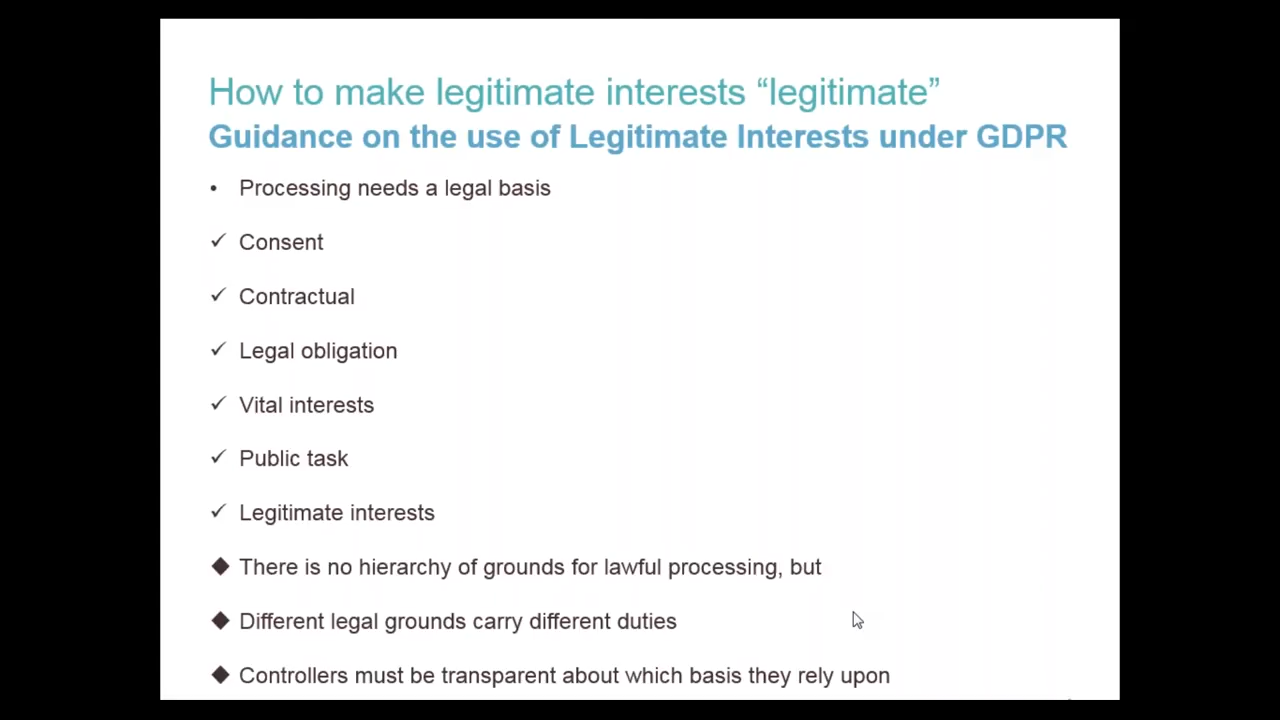 How to make legitimate interests “legitimate”
Guidance on the use of Legitimate Interests under GDPR
• Processing needs a legal basis
✓ Consent
✓ Contractual
✓ Legal obligation
✓ Vital interests
✓ Public task
✓ Legitimate interests
◆ There is no hierarchy of grounds for lawful processing, but
◆ Different legal grounds carry different duties
◆ Controllers must be transparent about which basis they rely upon